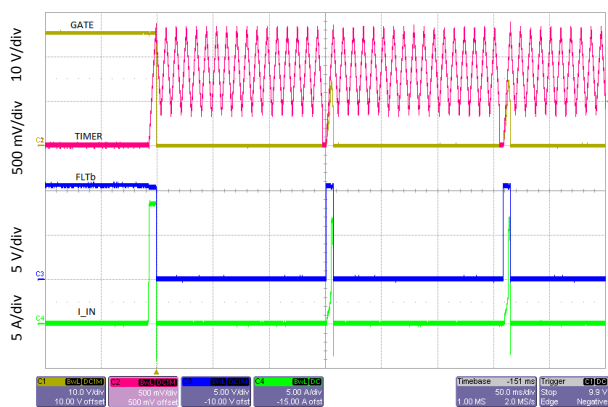 GATE
10 V/div
500 mV/div
TIMER
C2
FLTb
5 V/div
C3
I_IN
5 A/div
C4
C1 BwL DC1M
10.0 V/div
10.00 V offset
C2 BwL DC1M
500 mV/div
500 mV offset
5.00 V/div
-10.00 V ofst
C4 BwL DC
5.00 A/div
-15.00 A ofst
Timebase -151 ms
50.0 ms/div
1.00 MS 2.0 MS/s
Trigger C1 DC
Stop 9.9 V
Edge Negative